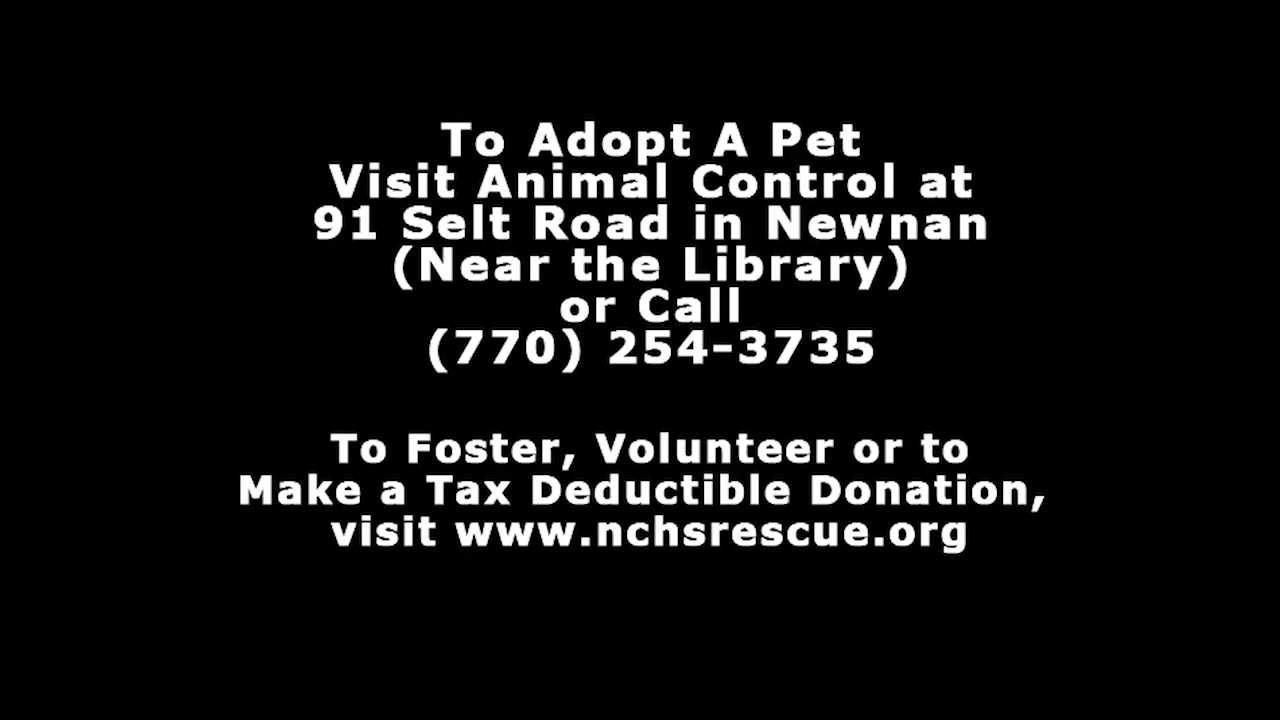 To Adopt A Pet
Visit Animal Control at
91 Selt Road in Newnan
(Near the Library)
or Call
(770) 254-3735
To Foster, Volunteer or to
Make a Tax Deductible Donation,
visit www.nchsrescue.org